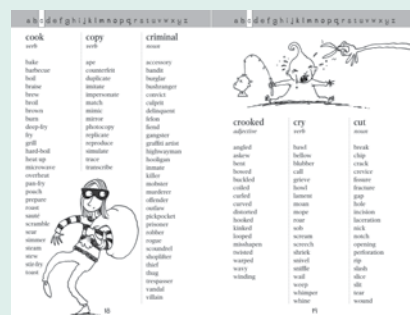 a b c d e f g h i j k l m n o p q r s t u v w x y z
cook
verb
bake
barbecue
boil
braise
brew
broil
brown
burn
deep-fry
fry
grill
hard-boil
heat up
microwave
overheat
pan-fry
poach
prepare
roast
sauté
scramble
sear
simmer
steam
stew
stir-fry
toast
copy
verb
ape
counterfeit
duplicate
imitate
impersonate
match
mimic
mirror
photocopy
replicate
reproduce
simulate
trace
transcribe
criminal
noun
accessory
bandit
burglar
bushranger
convict
culprit
delinquent
felon
fiend
gangster
graffiti artist
highwayman
hooligan
inmate
killer
mobster
murderer
offender
outlaw
pickpocket
prisoner
robber
rogue
scoundrel
shoplifter
thief
thug
trespasser
vandal
villain
a b c d e f g h i j k l m n o p q r s t u v w x y z
crooked
adjective
angled
askew
bent
bowed
buckled
coiled
curled
curved
distorted
hooked
kinked
looped
misshapen
twisted
warped
wavy
winding
cry
verb
bawl
bellow
blubber
call
grieve
howl
lament
moan
mope
roar
sob
scream
screech
shriek
snivel
sniffle
wail
weep
whimper
whine
cut
noun
break
chip
crack
crevice
fissure
fracture
gap
hole
incision
laceration
nick
notch
opening
perforation
rip
slash
slice
slit
tear
wound